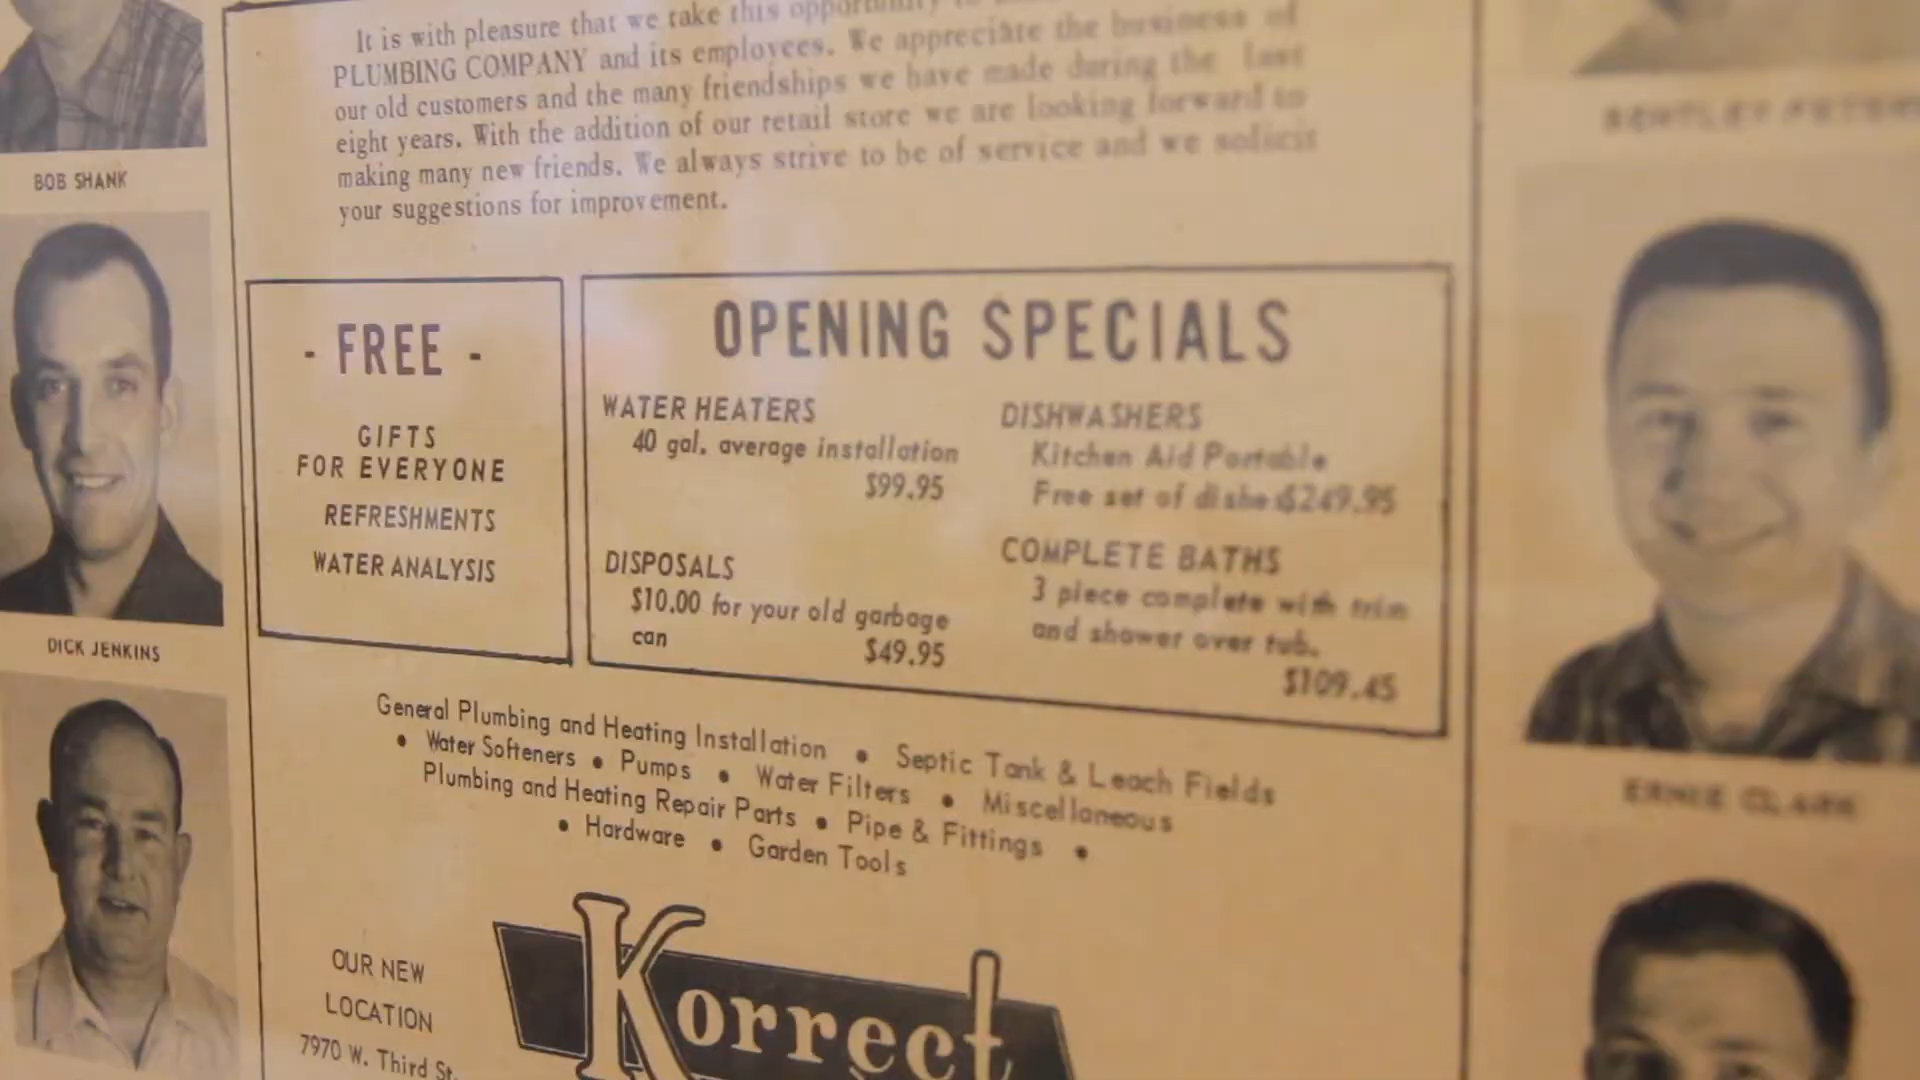 It is with pleasure that we take this opportunity to
PLUMBING COMPANY and its employees. We appreciate the business of
our old customers and the many friendships we have made during the last
eight years. With the addition of our retail store we are looking forward to
making many new friends. We always strive to be of service and we solicit
your suggestions for improvement.
BOB SHANK
BENTLEY
- FREE -
GIFTS
FOR EVERYONE
REFRESHMENTS
WATER ANALYSIS
OPENING SPECIALS
WATER HEATERS
40 gal. average installation
$99.95
DISPOSALS
$10.00 for your old garbage
can $49.95
DISHWASHERS
Kitchen Aid Portable
Free set of dishes $249.95
COMPLETE BATHS
3 piece complete with trim
and shower over tub.
$109.45
DICK JENKINS
ERNIE CLARK
General Plumbing and Heating Installation • Septic Tank & Leach Fields
• Water Softeners • Pumps • Water Filters • Miscellaneous
Plumbing and Heating Repair Parts • Pipe & Fittings •
• Hardware • Garden Tools
OUR NEW
LOCATION
7970 W. Third St.
Korrect